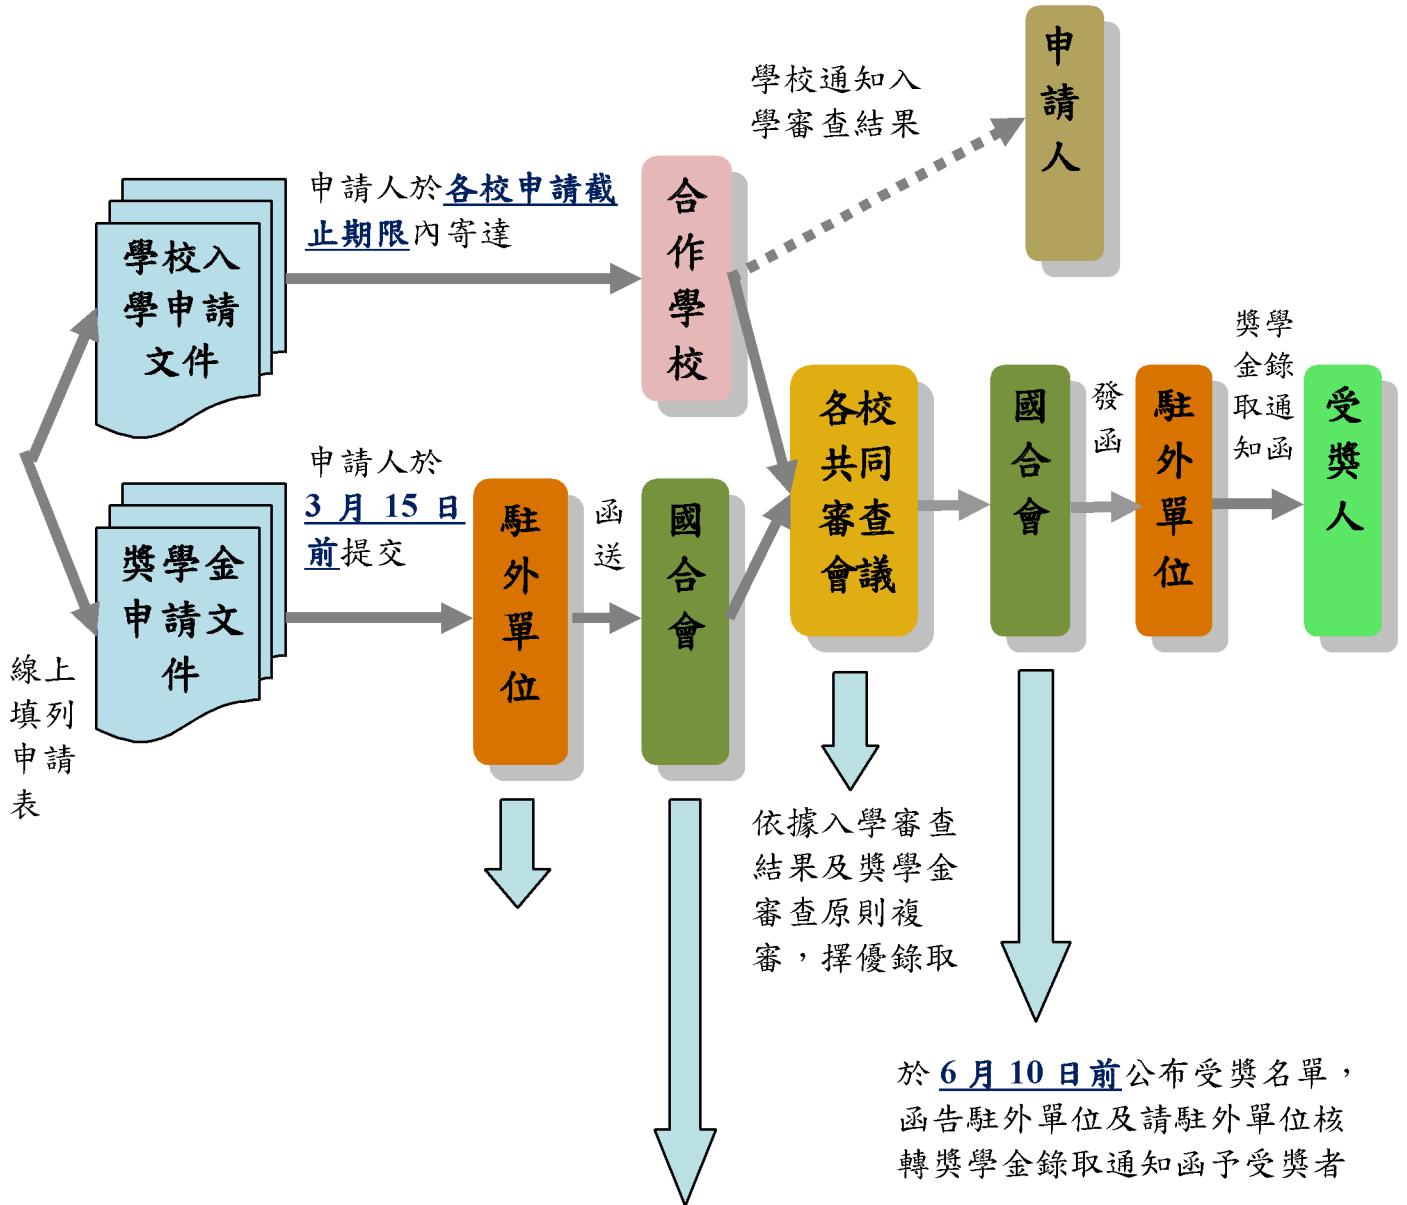 申請人
學校通知入
學審查結果
申請人於各校申請截
止期限內寄達
合作學校
學校入
學申請
文件
獎學金錄取通知函
發函
各校
共同
審查
會議
國合會
駐外單位
受獎人
申請人於
3 月 15 日
前提交
駐外單位
函送
國合會
獎學金
申請文
件
線上
填列
申請
表
依據入學審查
結果及獎學金
審查原則複
審，擇優錄取
於 6 月 10 日前公布受獎名單，
函告駐外單位及請駐外單位核
轉獎學金錄取通知函予受獎者